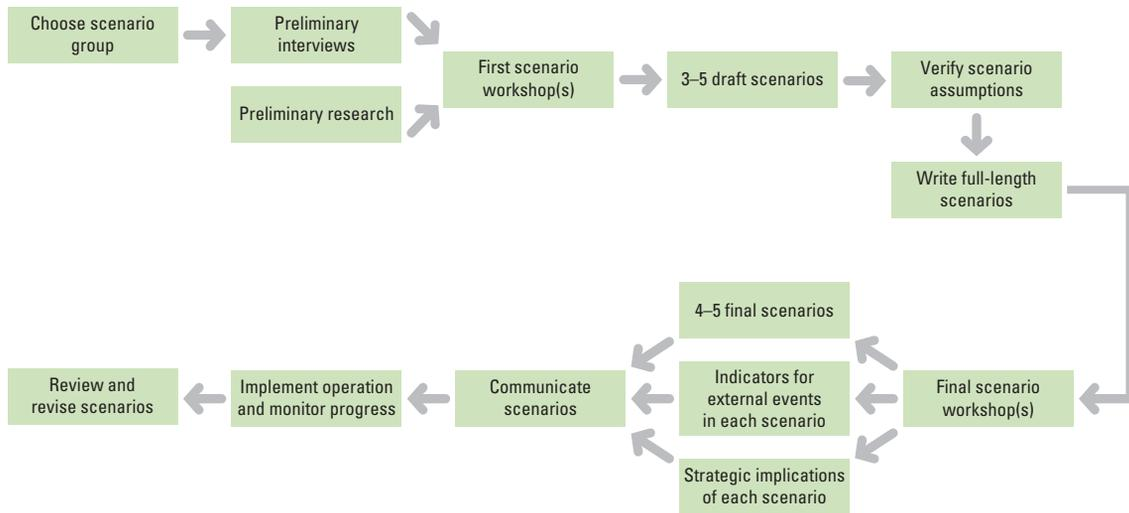 Choose scenario
group
Preliminary
interviews
Preliminary research
First scenario
workshop(s)
3–5 draft scenarios
Verify scenario
assumptions
Write full-length
scenarios
Final scenario
workshop(s)
4–5 final scenarios
Indicators for
external events
in each scenario
Strategic implications
of each scenario
Communicate
scenarios
Implement operation
and monitor progress
Review and
revise scenarios